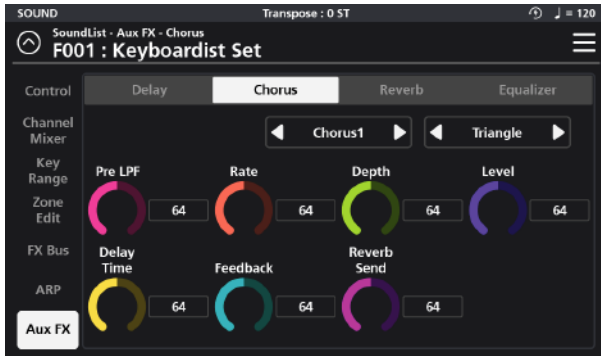 SOUND Transpose : 0 ST ♩ = 120
SoundList - Aux FX - Chorus
F001 : Keyboardist Set
Control Delay Chorus Reverb Equalizer
Channel
Mixer
Chorus1 Triangle
Key
Range
Pre LPF Rate Depth Level
64 64 64 64
Zone
Edit
FX Bus
Delay
Time
Feedback
Reverb
Send
64 64 64
ARP
Aux FX